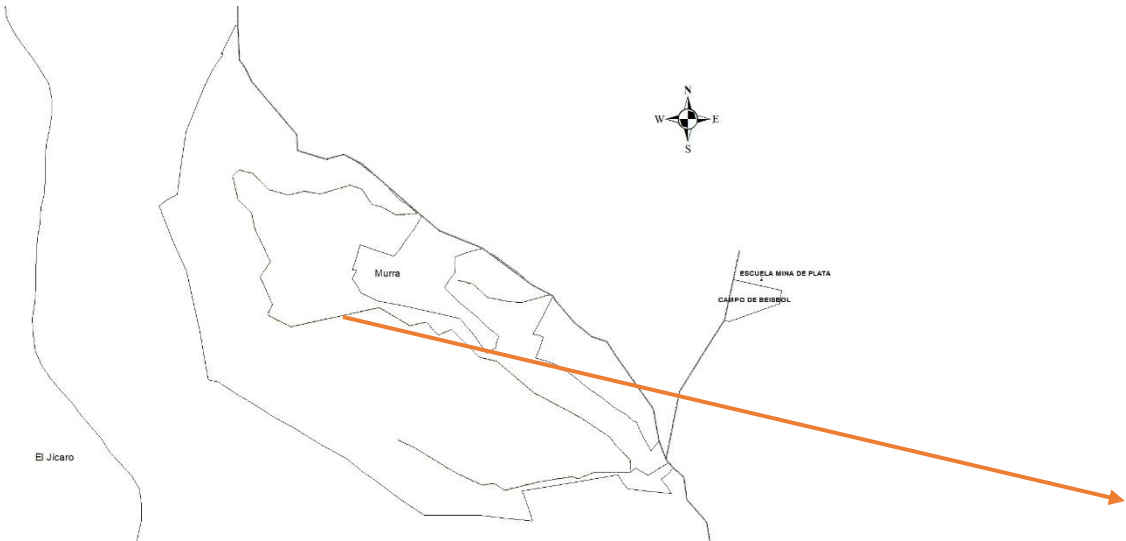 N
W E
S
ESCUELA MINA DE PLATA
Murra
CAMPO DE BEISBOL
El Jicaro